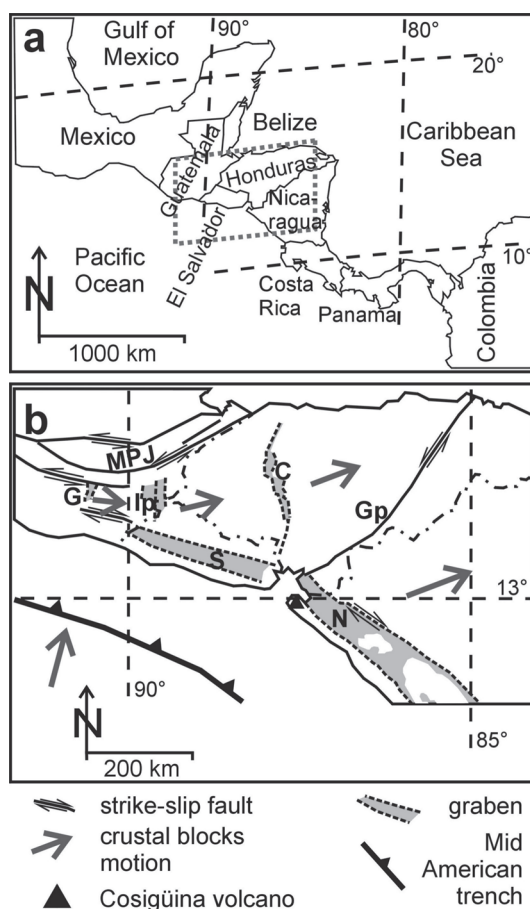 a
90°
80°
Gulf of
Mexico
20°
Mexico
Belize
Caribbean
Sea
Guatemala
Honduras
Nica-
ragua
El Salvador
Pacific
Ocean
10°
N
Costa
Rica
Panama
Colombia
1000 km
b
MPJ
G
Ip
C
Gp
S
13°
N
90°
N
85°
200 km
strike-slip fault
graben
crustal blocks
motion
Mid
American
trench
Cosigüina volcano